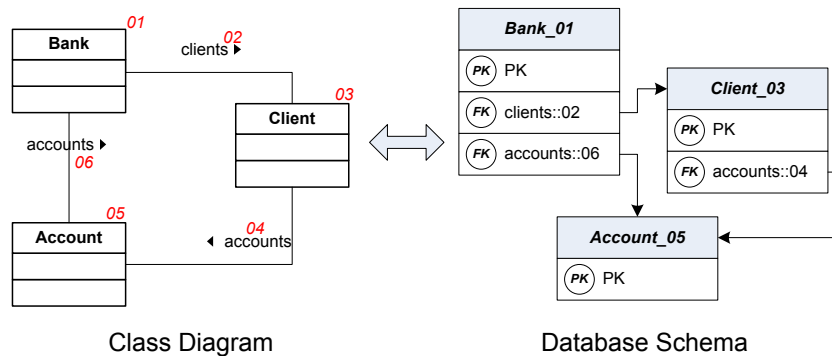 01
Bank
02
clients
03
Client
accounts
06
05
Account
04
accounts
Class Diagram
Bank_01
PK PK
FK clients::02
FK accounts::06
Client_03
PK PK
FK accounts::04
Account_05
PK PK
Database Schema